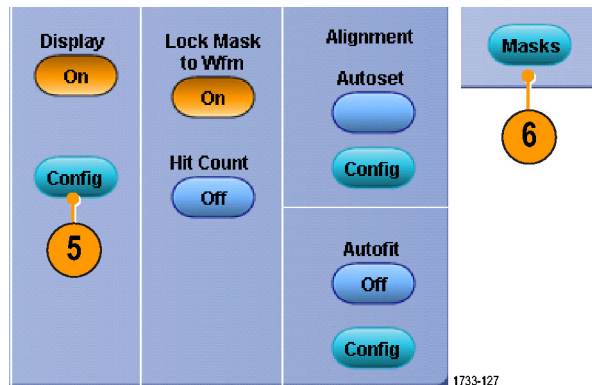 Display
On
Config
5
Lock Mask
to Wfm
On
Hit Count
Off
Alignment
Autoset
Config
Autofit
Off
Config
Masks
6
1733-127